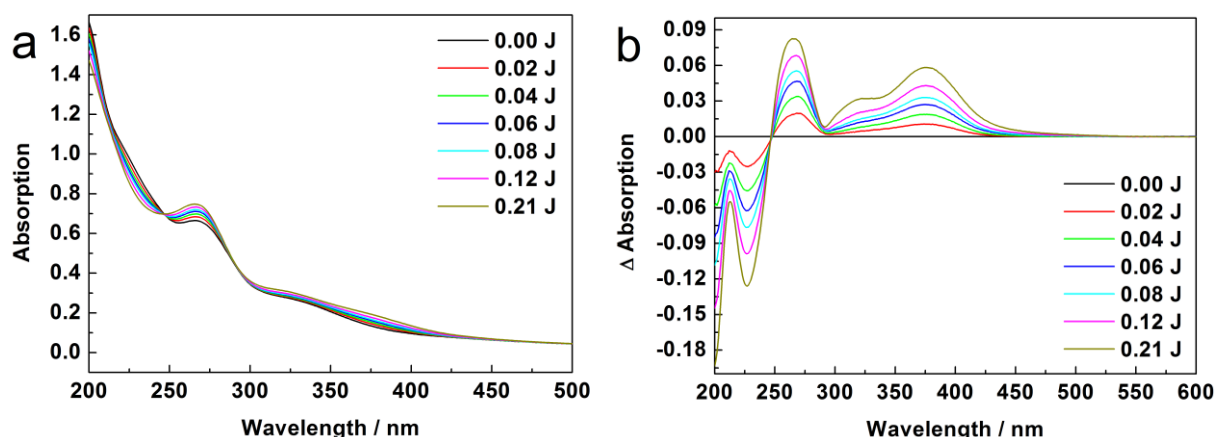 a
Absorption
1.6
1.4
1.2
1.0
0.8
0.6
0.4
0.2
0.0
0.00 J
0.02 J
0.04 J
0.06 J
0.08 J
0.12 J
0.21 J
200 250 300 350 400 450 500
Wavelength / nm
b
Δ Absorption
0.09
0.06
0.03
0.00
-0.03
-0.06
-0.09
-0.12
-0.15
-0.18
0.00 J
0.02 J
0.04 J
0.06 J
0.08 J
0.12 J
0.21 J
200 250 300 350 400 450 500 550 600
Wavelength / nm